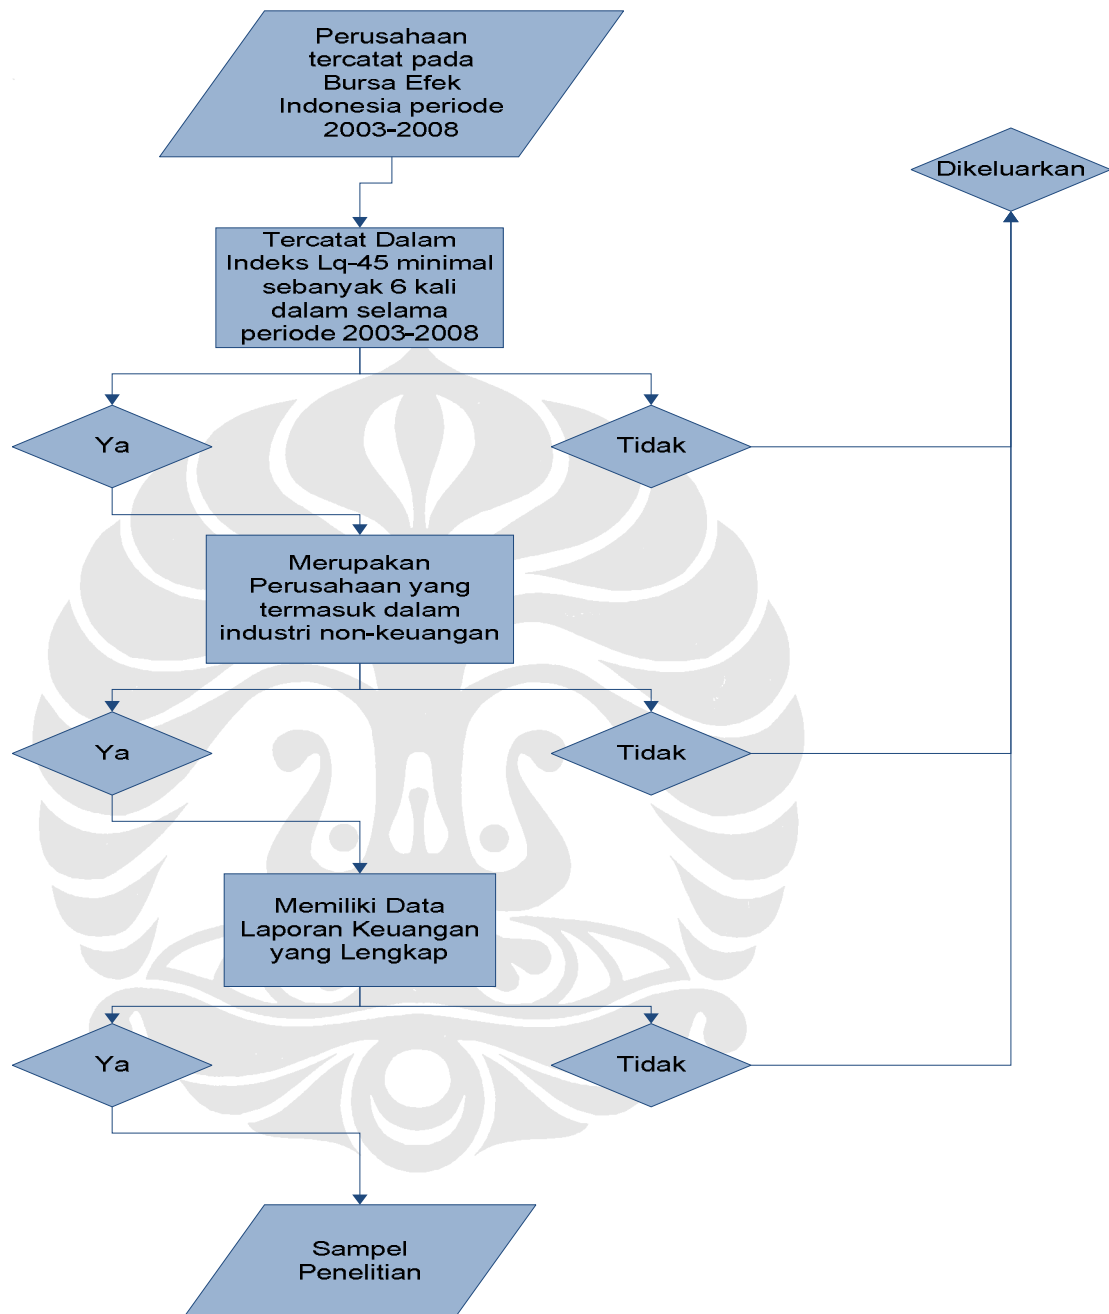 Perusahaan
tercatat pada
Bursa Efek
Indonesia periode
2003-2008
Dikeluarkan
Tercatat Dalam
Indeks Lq-45 minimal
sebanyak 6 kali
dalam selama
periode 2003-2008
Ya
Tidak
Merupakan
Perusahaan yang
termasuk dalam
industri non-keuangan
Ya
Tidak
Memiliki Data
Laporan Keuangan
yang Lengkap
Ya
Tidak
Sampel
Penelitian